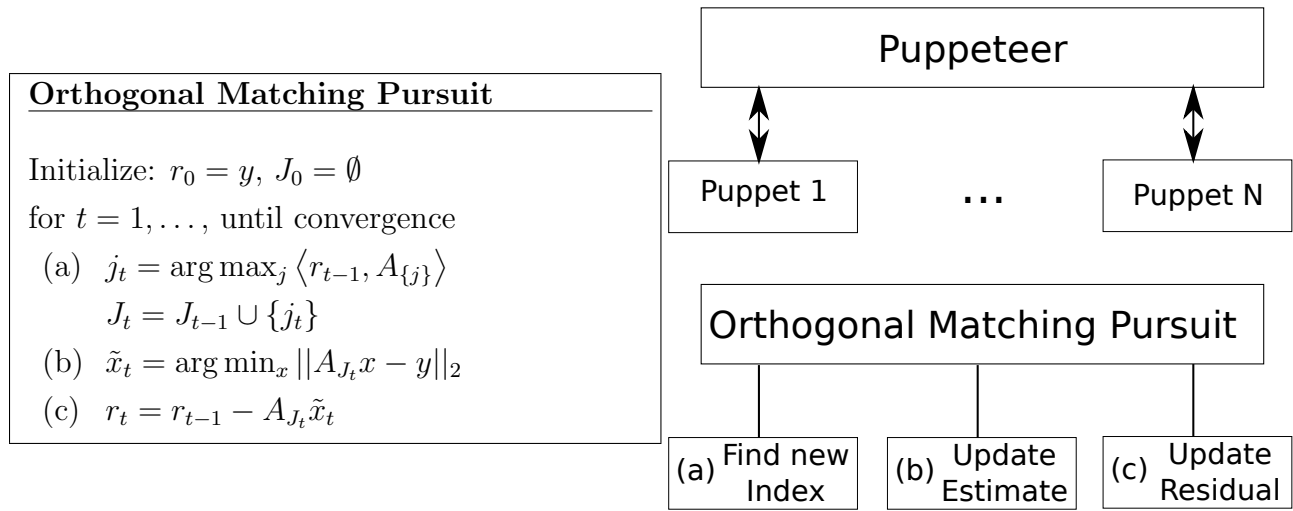 Orthogonal Matching Pursuit
Initialize: r_0 = y, J_0 = ∅
for t = 1, . . . , until convergence
(a) j_t = arg max_j ⟨r_{t−1}, A_{\{j\}}⟩
J_t = J_{t−1} ∪ {j_t}
(b) x̃_t = arg min_x ||A_{J_t} x − y||_2
(c) r_t = r_{t−1} − A_{J_t} x̃_t
Puppeteer
Puppet 1
...
Puppet N
Orthogonal Matching Pursuit
(a) Find new
Index
(b) Update
Estimate
(c) Update
Residual